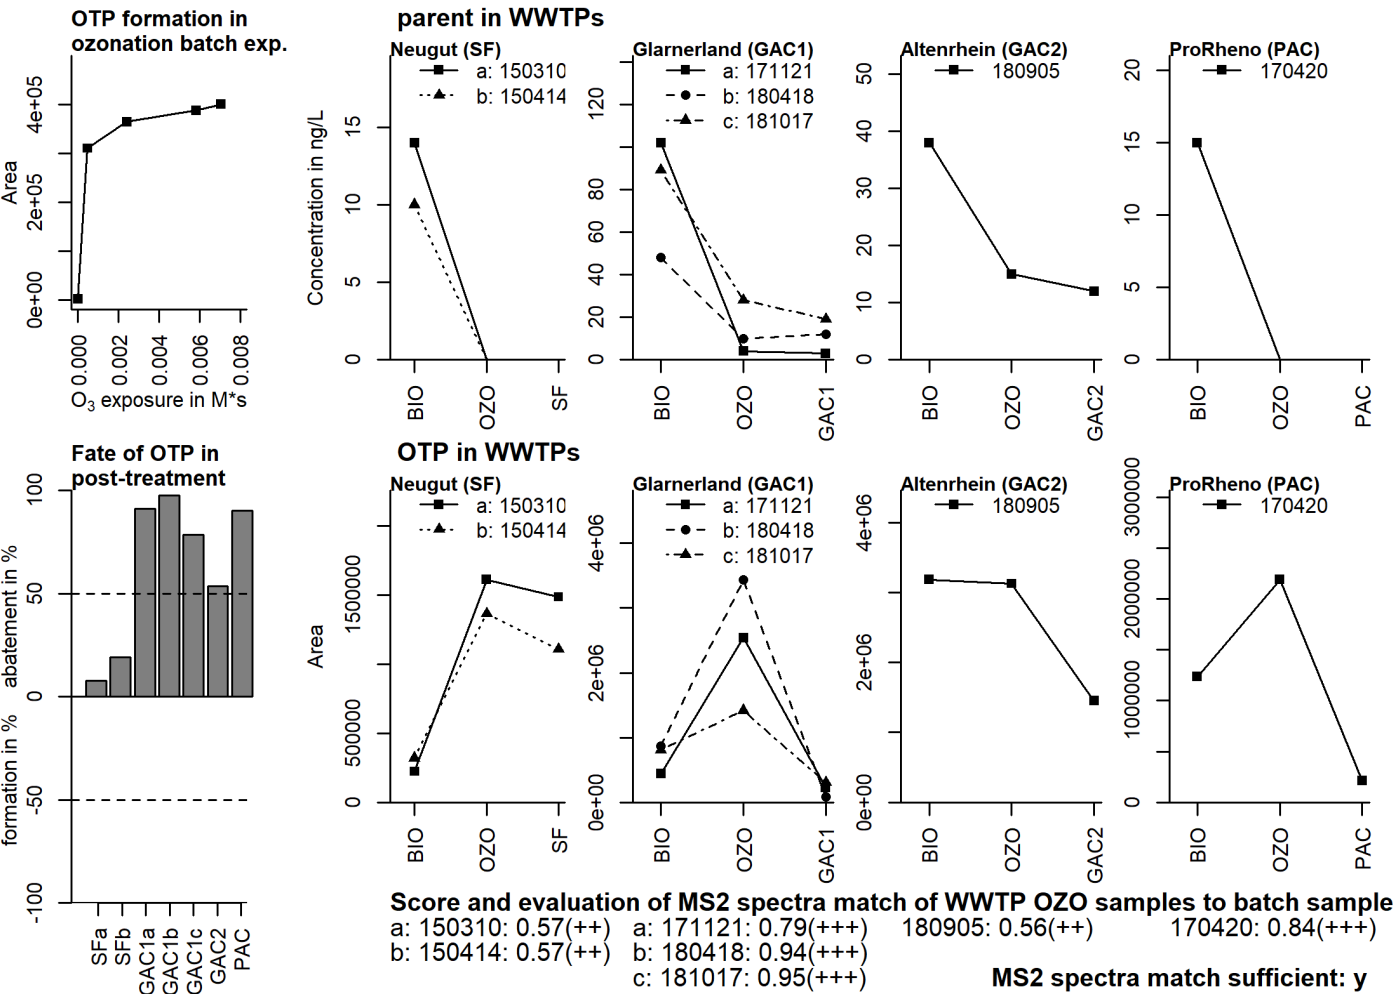 OTP formation in
ozonation batch exp.
Area
0e+00
2e+05
4e+05
0.000
0.002
0.004
0.006
0.008
O3 exposure in M*s
parent in WWTPs
Concentration in ng/L
Neugut (SF)
a: 150310
b: 150414
0
5
10
15
BIO
OZO
SF
Glarnerland (GAC1)
a: 171121
b: 180418
c: 181017
0
20
40
60
80
120
BIO
OZO
GAC1
Altenrhein (GAC2)
180905
0
10
20
30
40
50
BIO
OZO
GAC2
ProRheno (PAC)
170420
0
5
10
15
20
BIO
OZO
PAC
Fate of OTP in
post-treatment
formation in %
abatement in %
-100
-50
0
50
100
SFa
SFb
GAC1a
GAC1b
GAC1c
GAC2
PAC
OTP in WWTPs
Area
Neugut (SF)
a: 150310
b: 150414
0
500000
1500000
BIO
OZO
SF
Glarnerland (GAC1)
a: 171121
b: 180418
c: 181017
0e+00
2e+06
4e+06
BIO
OZO
GAC1
Altenrhein (GAC2)
180905
0e+00
2e+06
4e+06
BIO
OZO
GAC2
ProRheno (PAC)
170420
0
1000000
2000000
3000000
BIO
OZO
PAC
Score and evaluation of MS2 spectra match of WWTP OZO samples to batch sample
a: 150310: 0.57(++)
b: 150414: 0.57(++)
a: 171121: 0.79(+++)
b: 180418: 0.94(+++)
c: 181017: 0.95(+++)
180905: 0.56(++)
170420: 0.84(+++)
MS2 spectra match sufficient: y